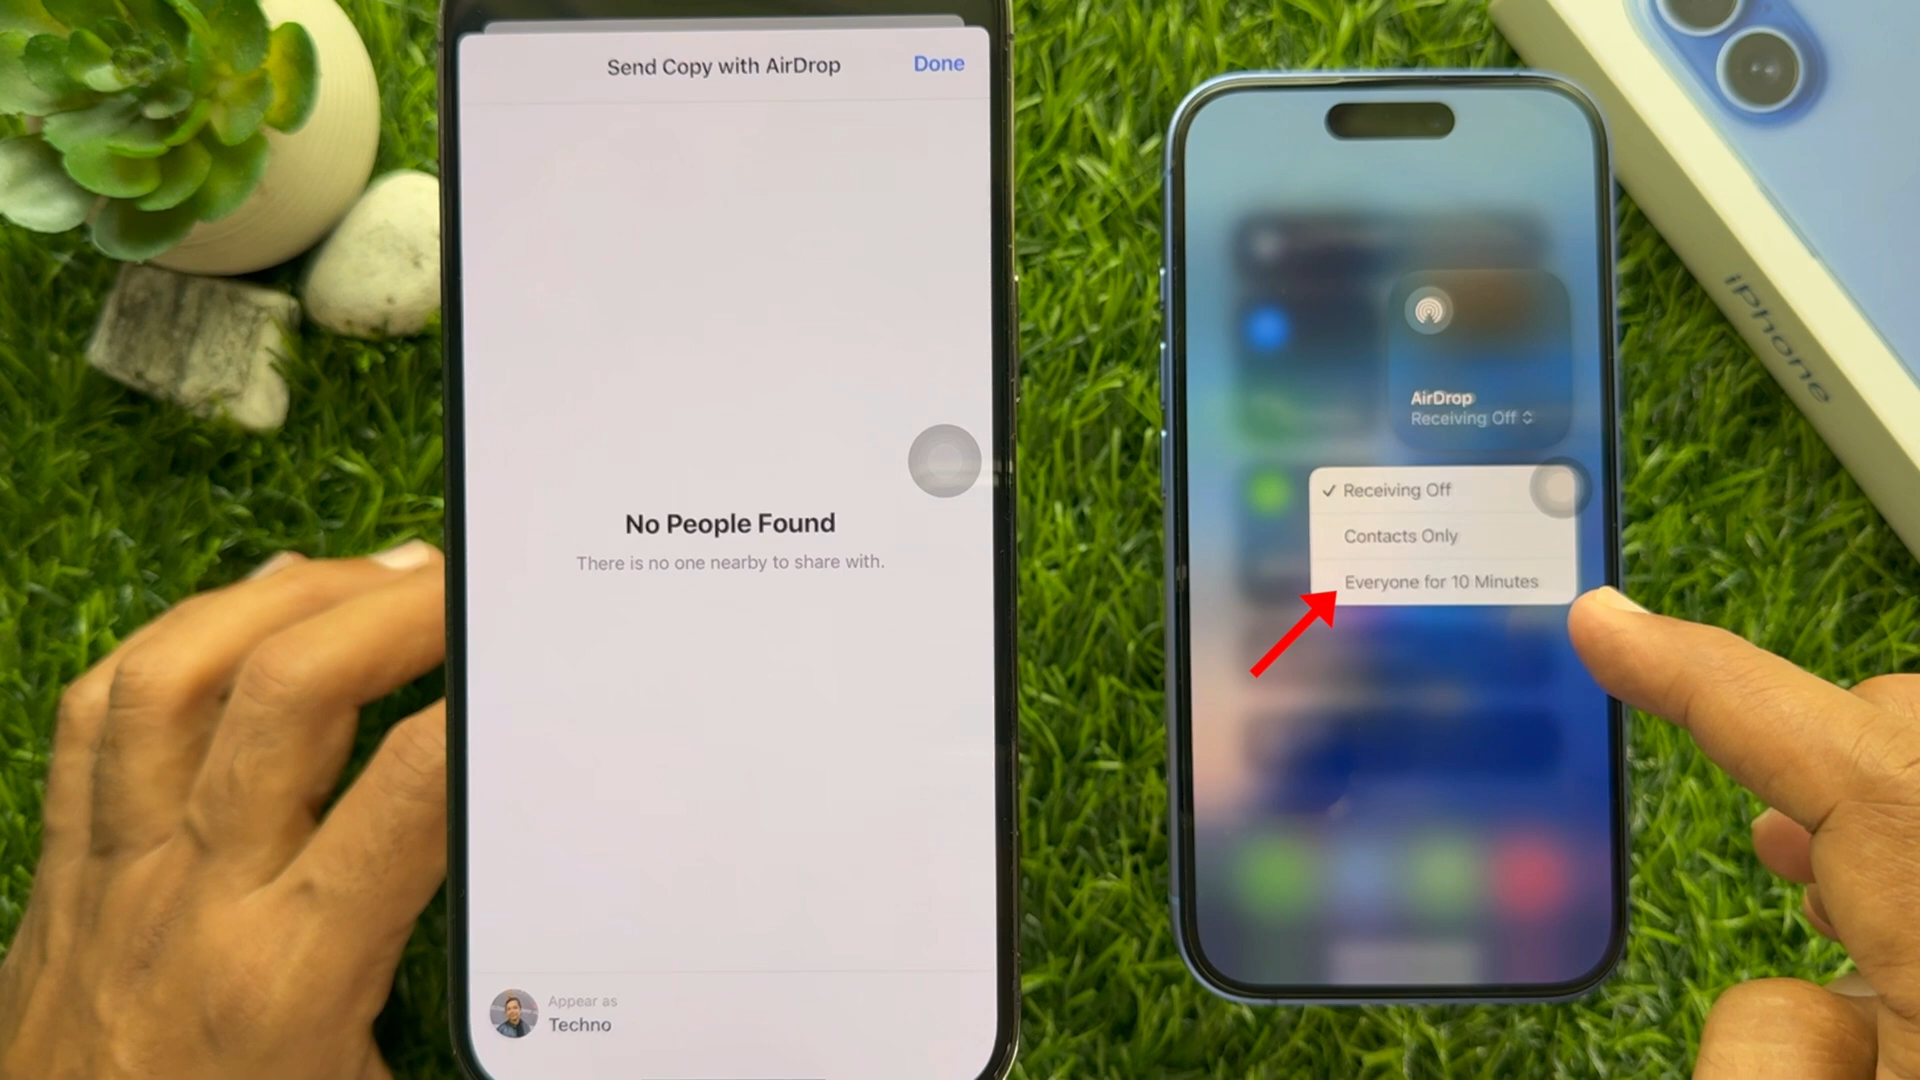 Send Copy with AirDrop
Done
No People Found
There is no one nearby to share with.
Appear as
Techno
AirDrop
Receiving Off
✓ Receiving Off
Contacts Only
Everyone for 10 Minutes
iPhone